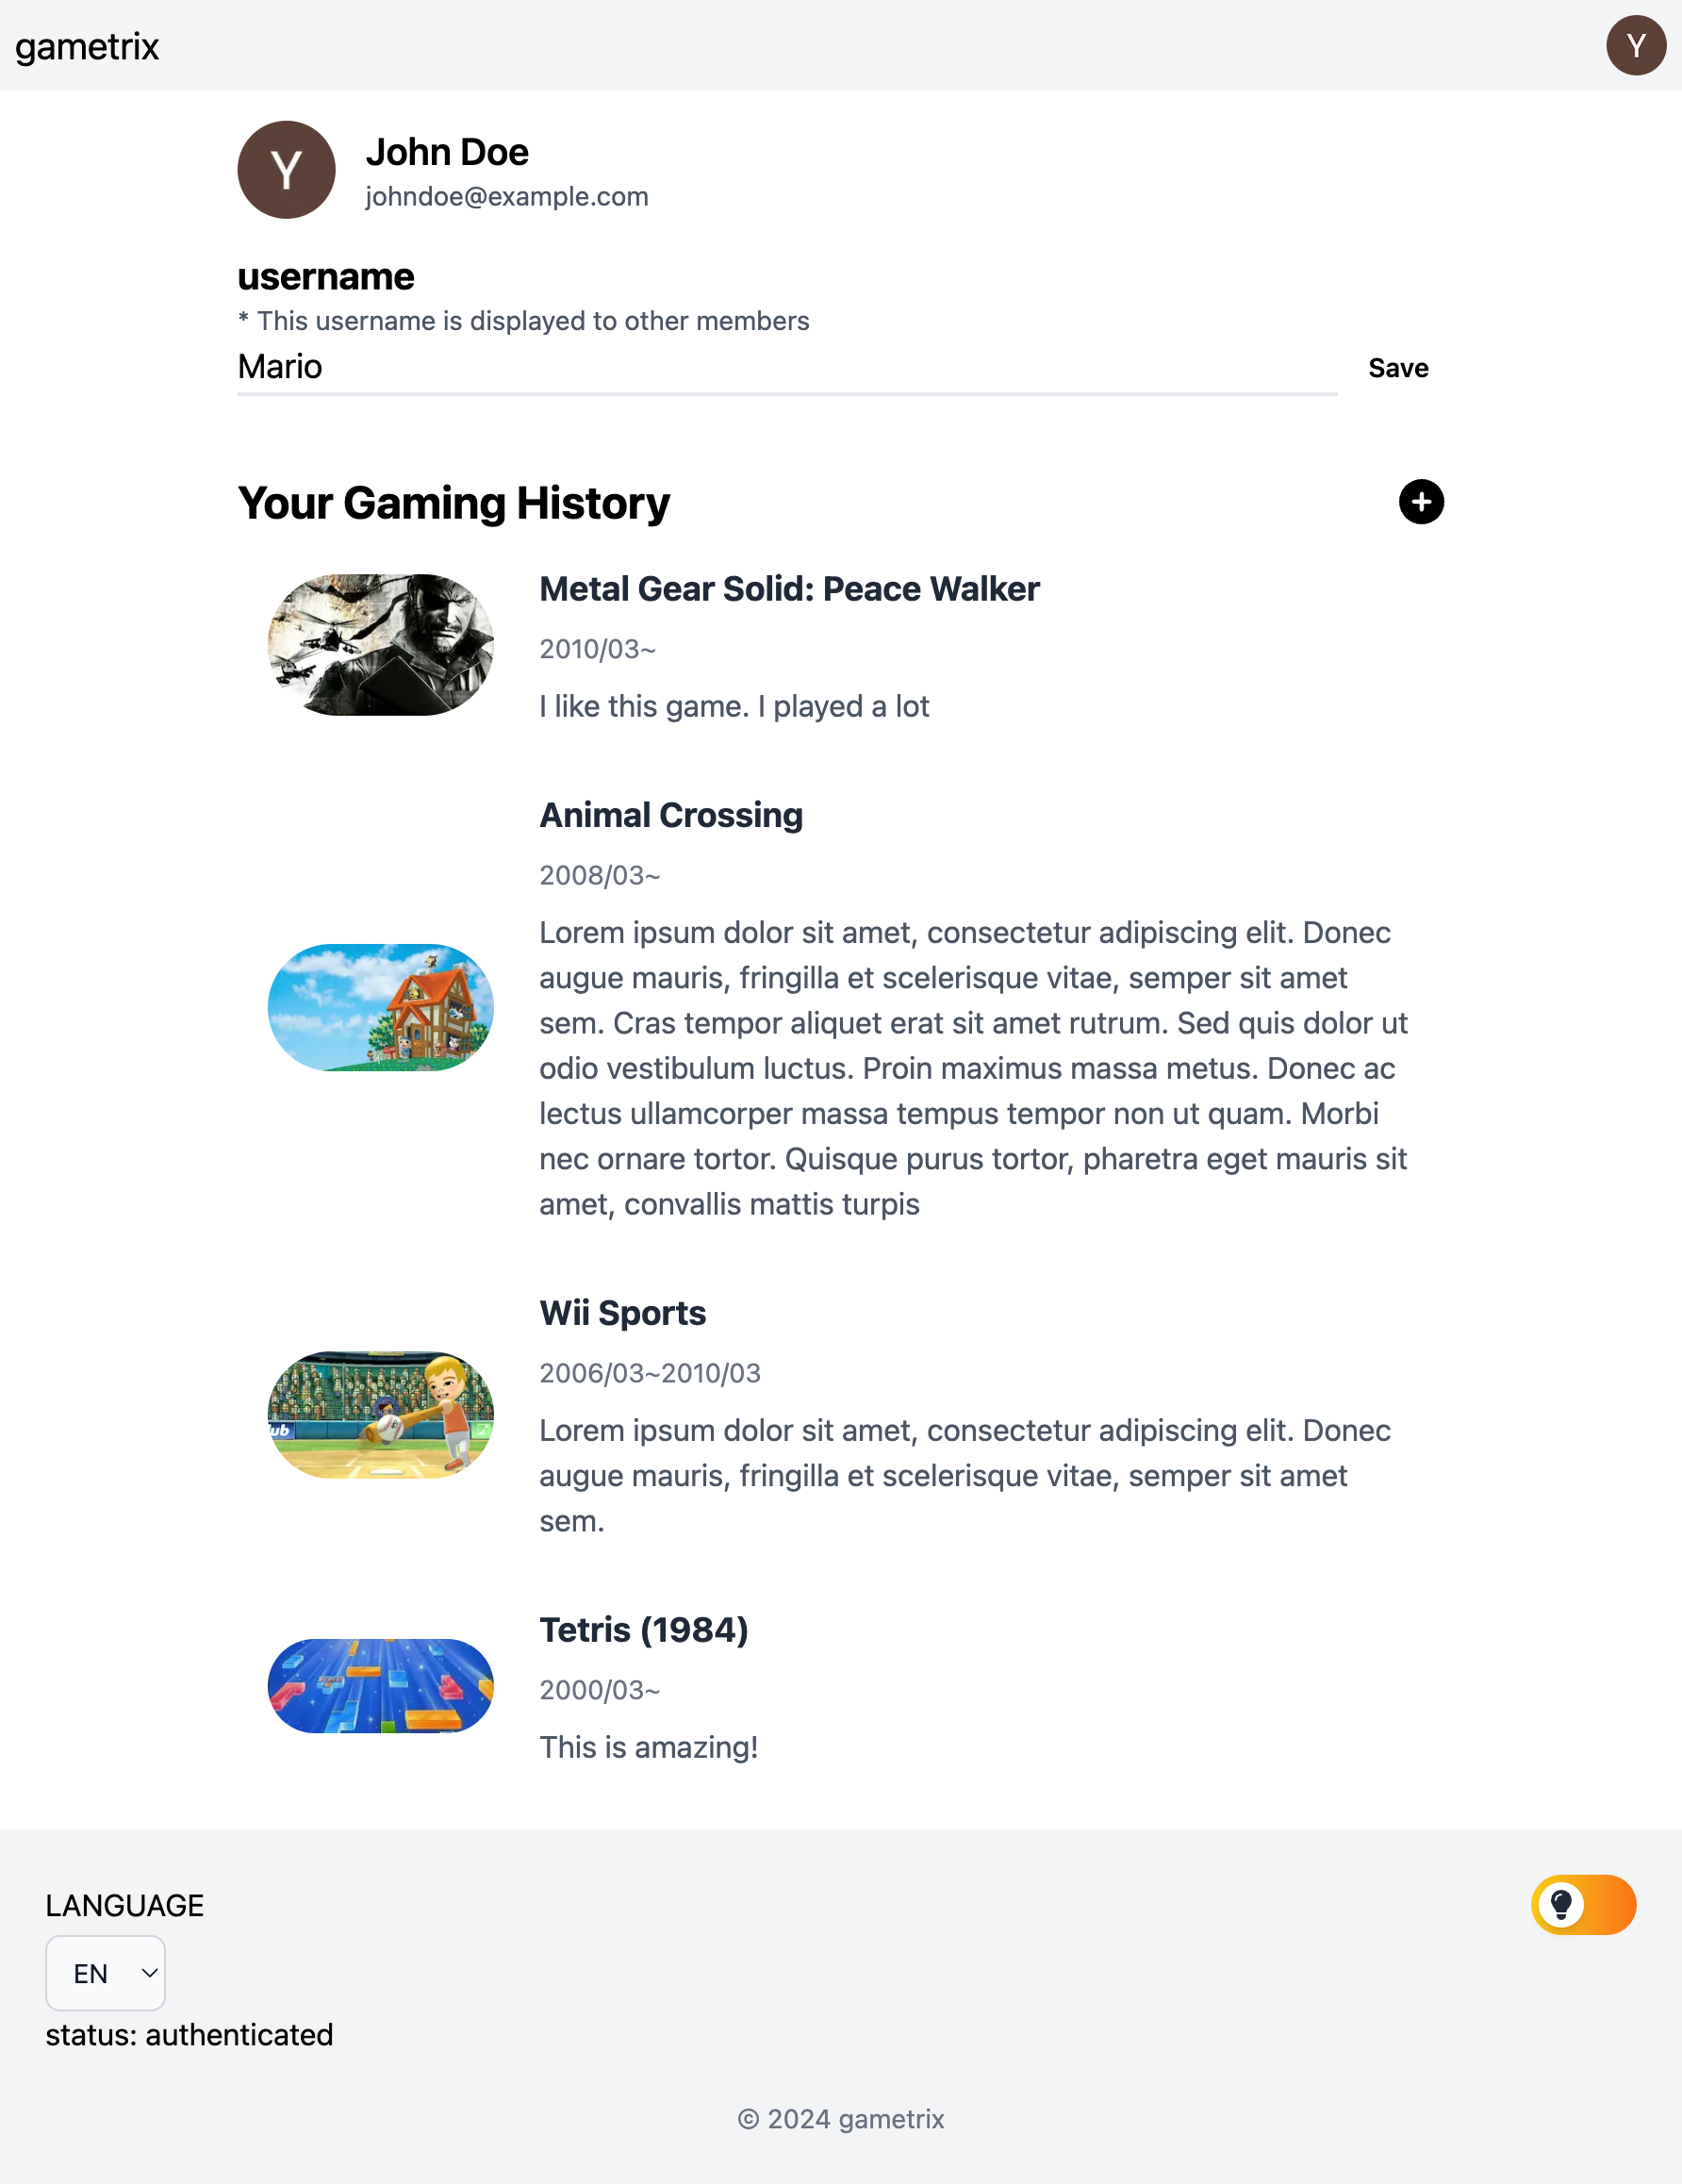 gametrix
Y
Y
John Doe
johndoe@example.com
username
* This username is displayed to other members
Mario
Save
Your Gaming History
Metal Gear Solid: Peace Walker
2010/03~
I like this game. I played a lot
Animal Crossing
2008/03~
Lorem ipsum dolor sit amet, consectetur adipiscing elit. Donec
augue mauris, fringilla et scelerisque vitae, semper sit amet
sem. Cras tempor aliquet erat sit amet rutrum. Sed quis dolor ut
odio vestibulum luctus. Proin maximus massa metus. Donec ac
lectus ullamcorper massa tempus tempor non ut quam. Morbi
nec ornare tortor. Quisque purus tortor, pharetra eget mauris sit
amet, convallis mattis turpis
Wii Sports
2006/03~2010/03
ub
Lorem ipsum dolor sit amet, consectetur adipiscing elit. Donec
augue mauris, fringilla et scelerisque vitae, semper sit amet
sem.
Tetris (1984)
2000/03~
This is amazing!
LANGUAGE
EN
status: authenticated
© 2024 gametrix